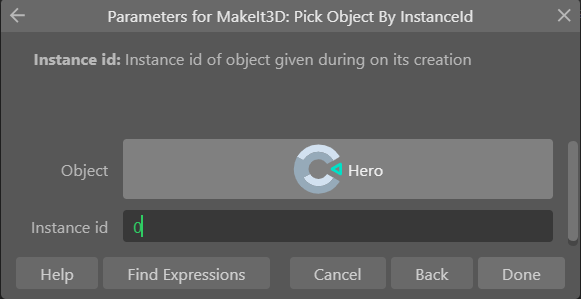 Parameters for MakeIt3D: Pick Object By InstanceId
Instance id: Instance id of object given during on its creation
Object
Hero
Instance id
0
Help
Find Expressions
Cancel
Back
Done